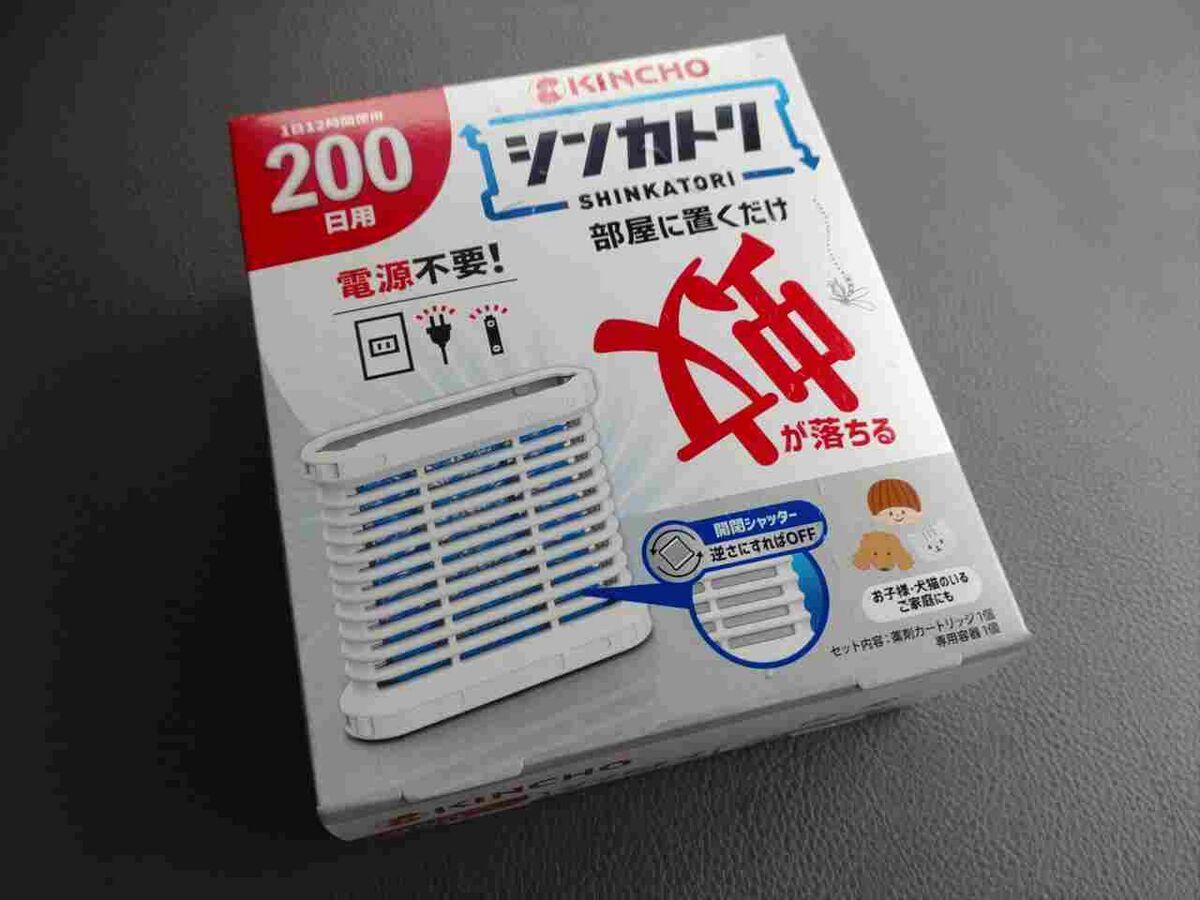 KINCHO
シンカトリ
SHINKATORI
1日12時間使用
200
日用
部屋に置くだけ
電源不要!
蚊
が落ちる
開閉シャッター
逆さにすればOFF
お子様・犬猫のいる
ご家庭にも
セット内容:薬剤カートリッジ1個
専用容器1個